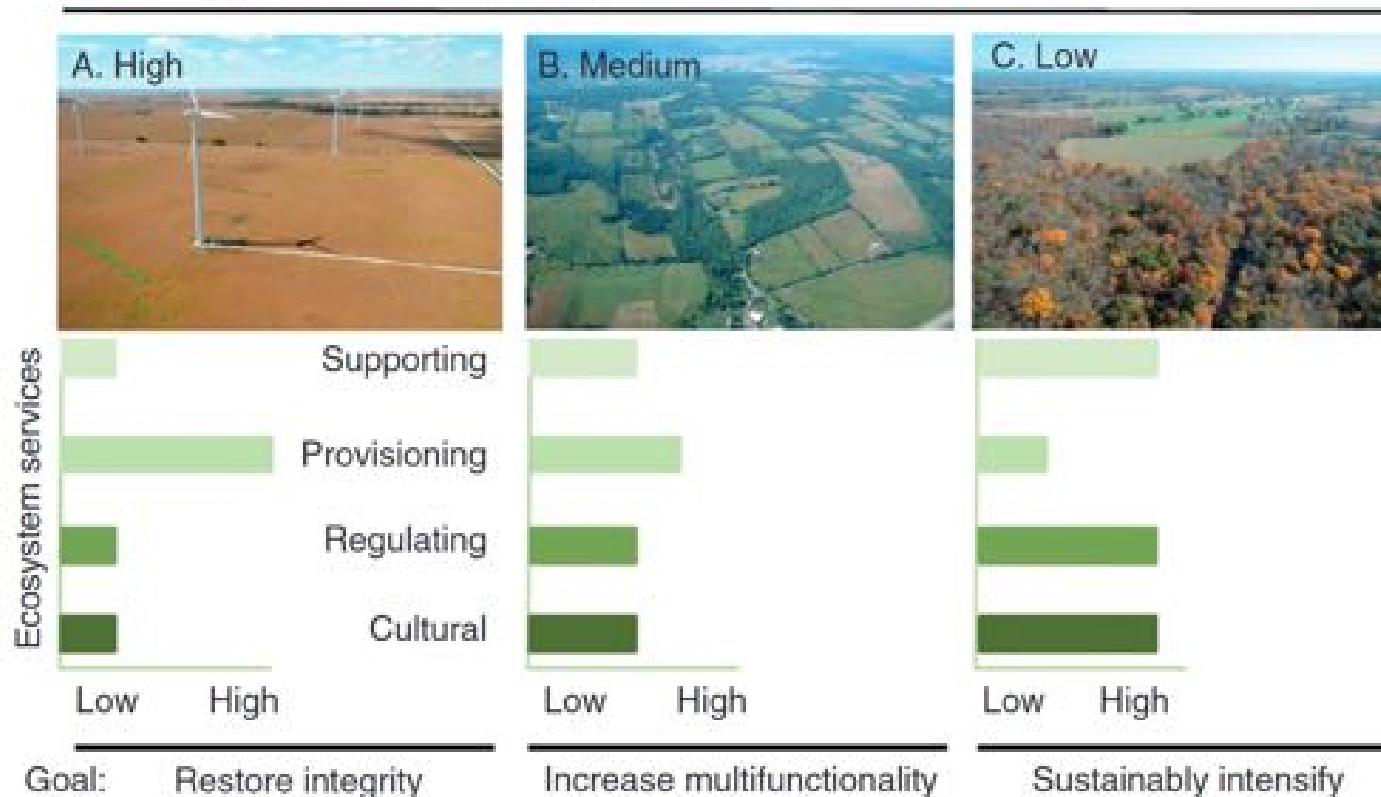 A. High
B. Medium
C. Low
Ecosystem services
Supporting
Provisioning
Regulating
Cultural
Low High
Low High
Low High
Goal: Restore integrity
Increase multifunctionality
Sustainably intensify